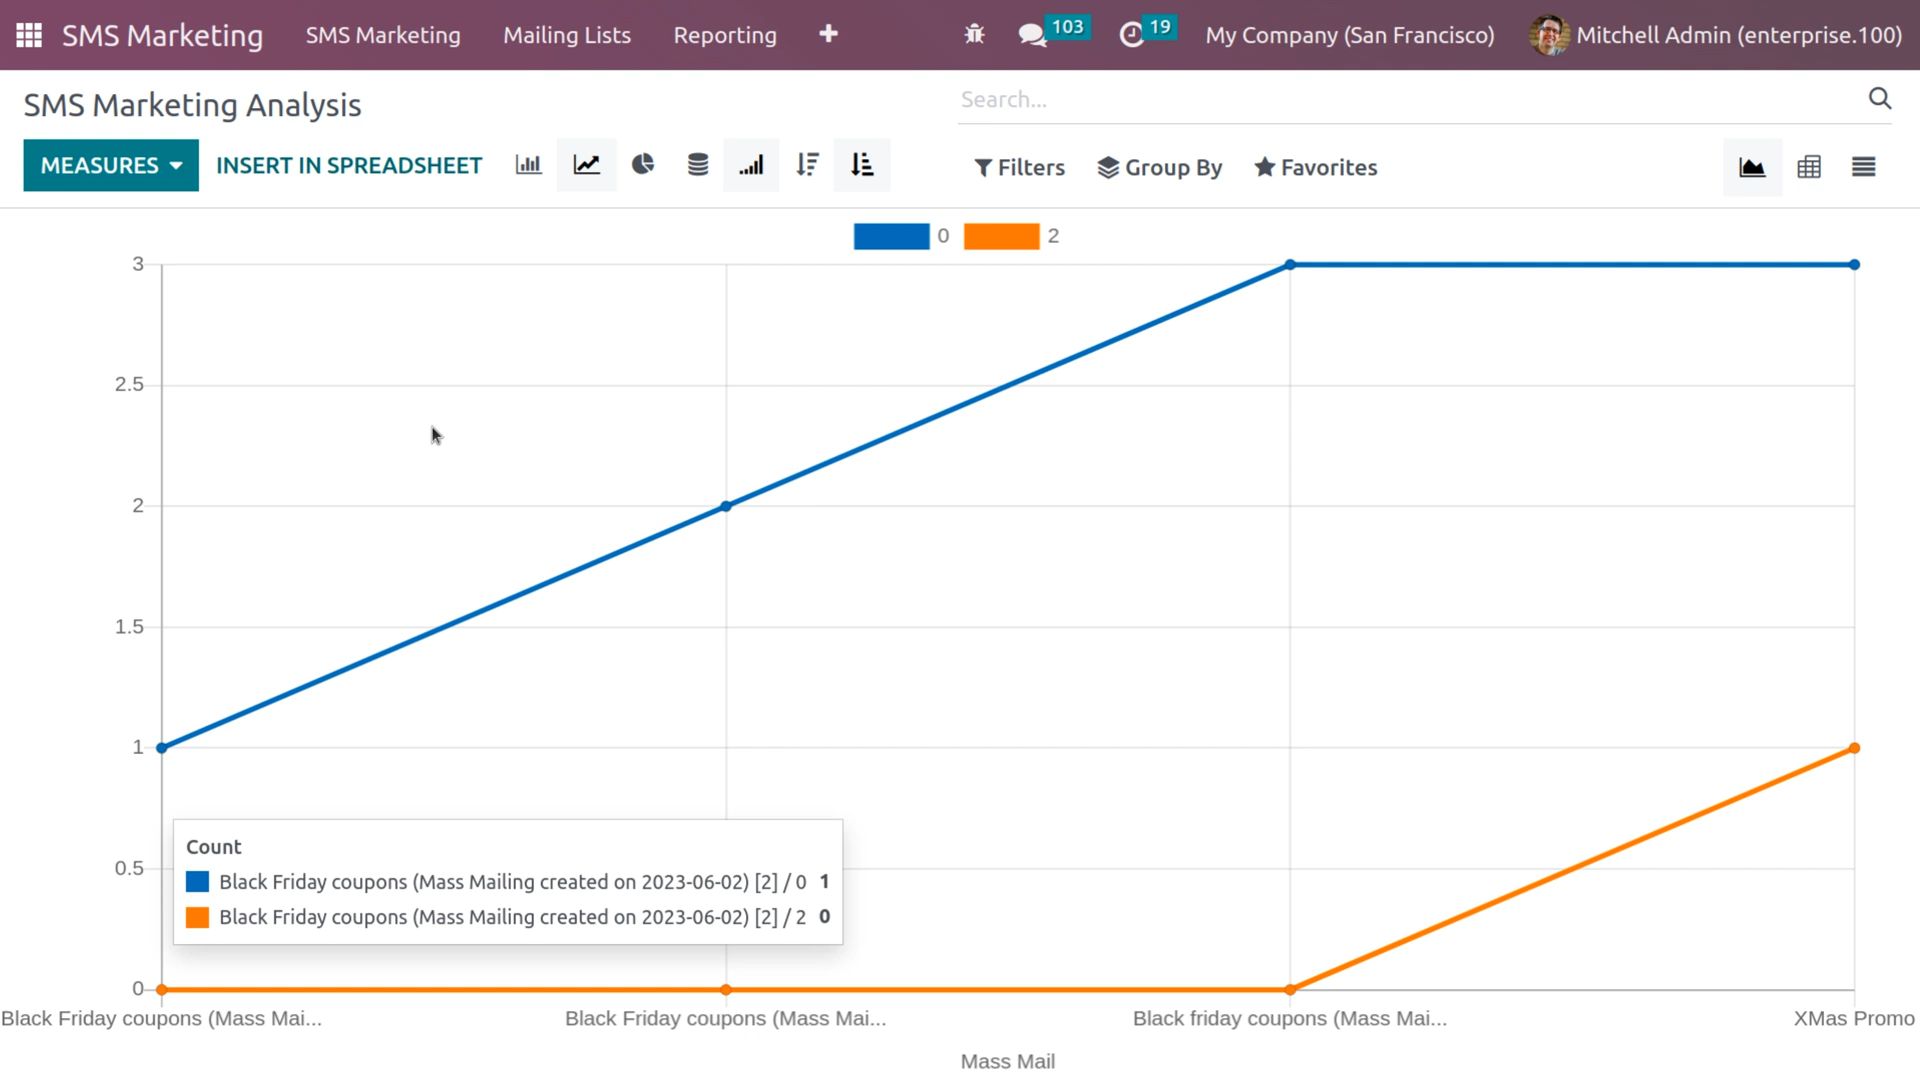 SMS Marketing SMS Marketing Mailing Lists Reporting 103 19 My Company (San Francisco) Mitchell Admin (enterprise.100)
SMS Marketing Analysis
Search...
MEASURES INSERT IN SPREADSHEET Filters Group By Favorites
0 2
3
2.5
2
1.5
1
0.5
0
Count
Black Friday coupons (Mass Mailing created on 2023-06-02) [2] / 0 1
Black Friday coupons (Mass Mailing created on 2023-06-02) [2] / 2 0
Black Friday coupons (Mass Mai... Black Friday coupons (Mass Mai... Black friday coupons (Mass Mai... XMas Promo
Mass Mail